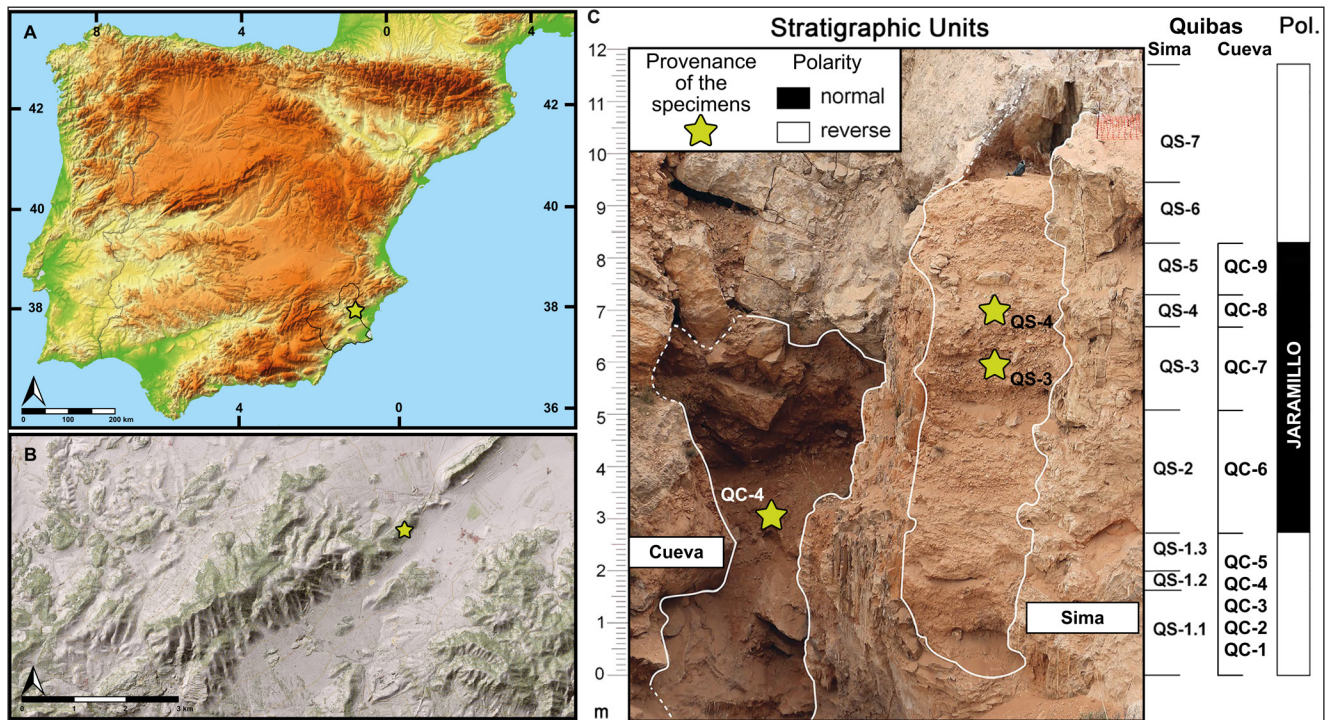 A
8
4
0
4
42
42
40
40
38
38
36
4
0
0 100 200 km
B
0 1 2 3 km
C
Stratigraphic Units
Quibas
Pol.
Sima
Cueva
Provenance
of the
specimens
Polarity
normal
reverse
12
11
10
9
8
7
6
5
4
3
2
1
0
m
QS-4
QS-3
QC-4
Cueva
Sima
QS-7
QS-6
QS-5
QS-4
QS-3
QS-2
QS-1.3
QS-1.2
QS-1.1
QC-9
QC-8
QC-7
QC-6
QC-5
QC-4
QC-3
QC-2
QC-1
JARAMILLO